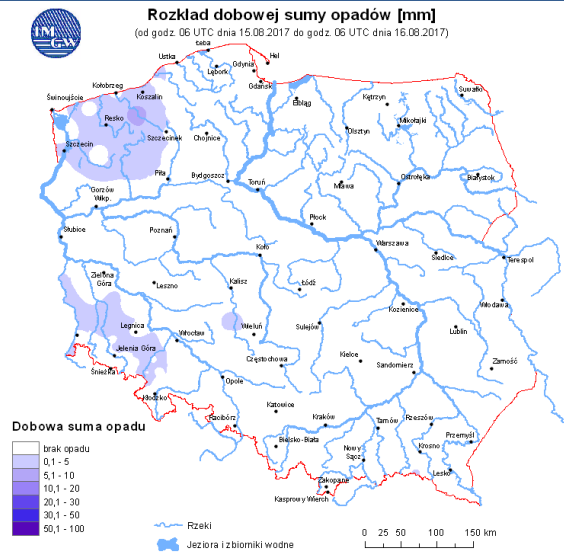 IM
GW
Rozkład dobowej sumy opadów [mm]
(od godz. 06 UTC dnia 15.08.2017 do godz. 06 UTC dnia 16.08.2017)
Łeba
Hel
Ustka
Gdynia
Lębork
Gdańsk
Kołobrzeg
Koszalin
Świnoujście
Elbląg
Kętrzyn
Suwałki
Resko
Mikołajki
Szczecinek
Chojnice
Olsztyn
Szczecin
Piła
Bydgoszcz
Toruń
Mława
Ostrołęka
Białystok
Gorzów
Wlkp.
Płock
Słubice
Poznań
Koło
Warszawa
Siedlce
Terespol
Zielona
Góra
Leszno
Kalisz
Łódź
Kozienice
Włodawa
Legnica
Wrocław
Wieluń
Sulejów
Lublin
Jelenia Góra
Śnieżka
Częstochowa
Kielce
Sandomierz
Zamość
Kłodzko
Opole
Racibórz
Katowice
Kraków
Tarnów
Rzeszów
Przemyśl
Bielsko-Biała
Nowy
Sącz
Krosno
Lesko
Zakopane
Kasprowy Wierch
Dobowa suma opadu
brak opadu
0,1 - 5
5,1 - 10
10,1 - 20
20,1 - 30
30,1 - 50
50,1 - 100
Rzeki
Jeziora i zbiorniki wodne
0 25 50 100 150 km